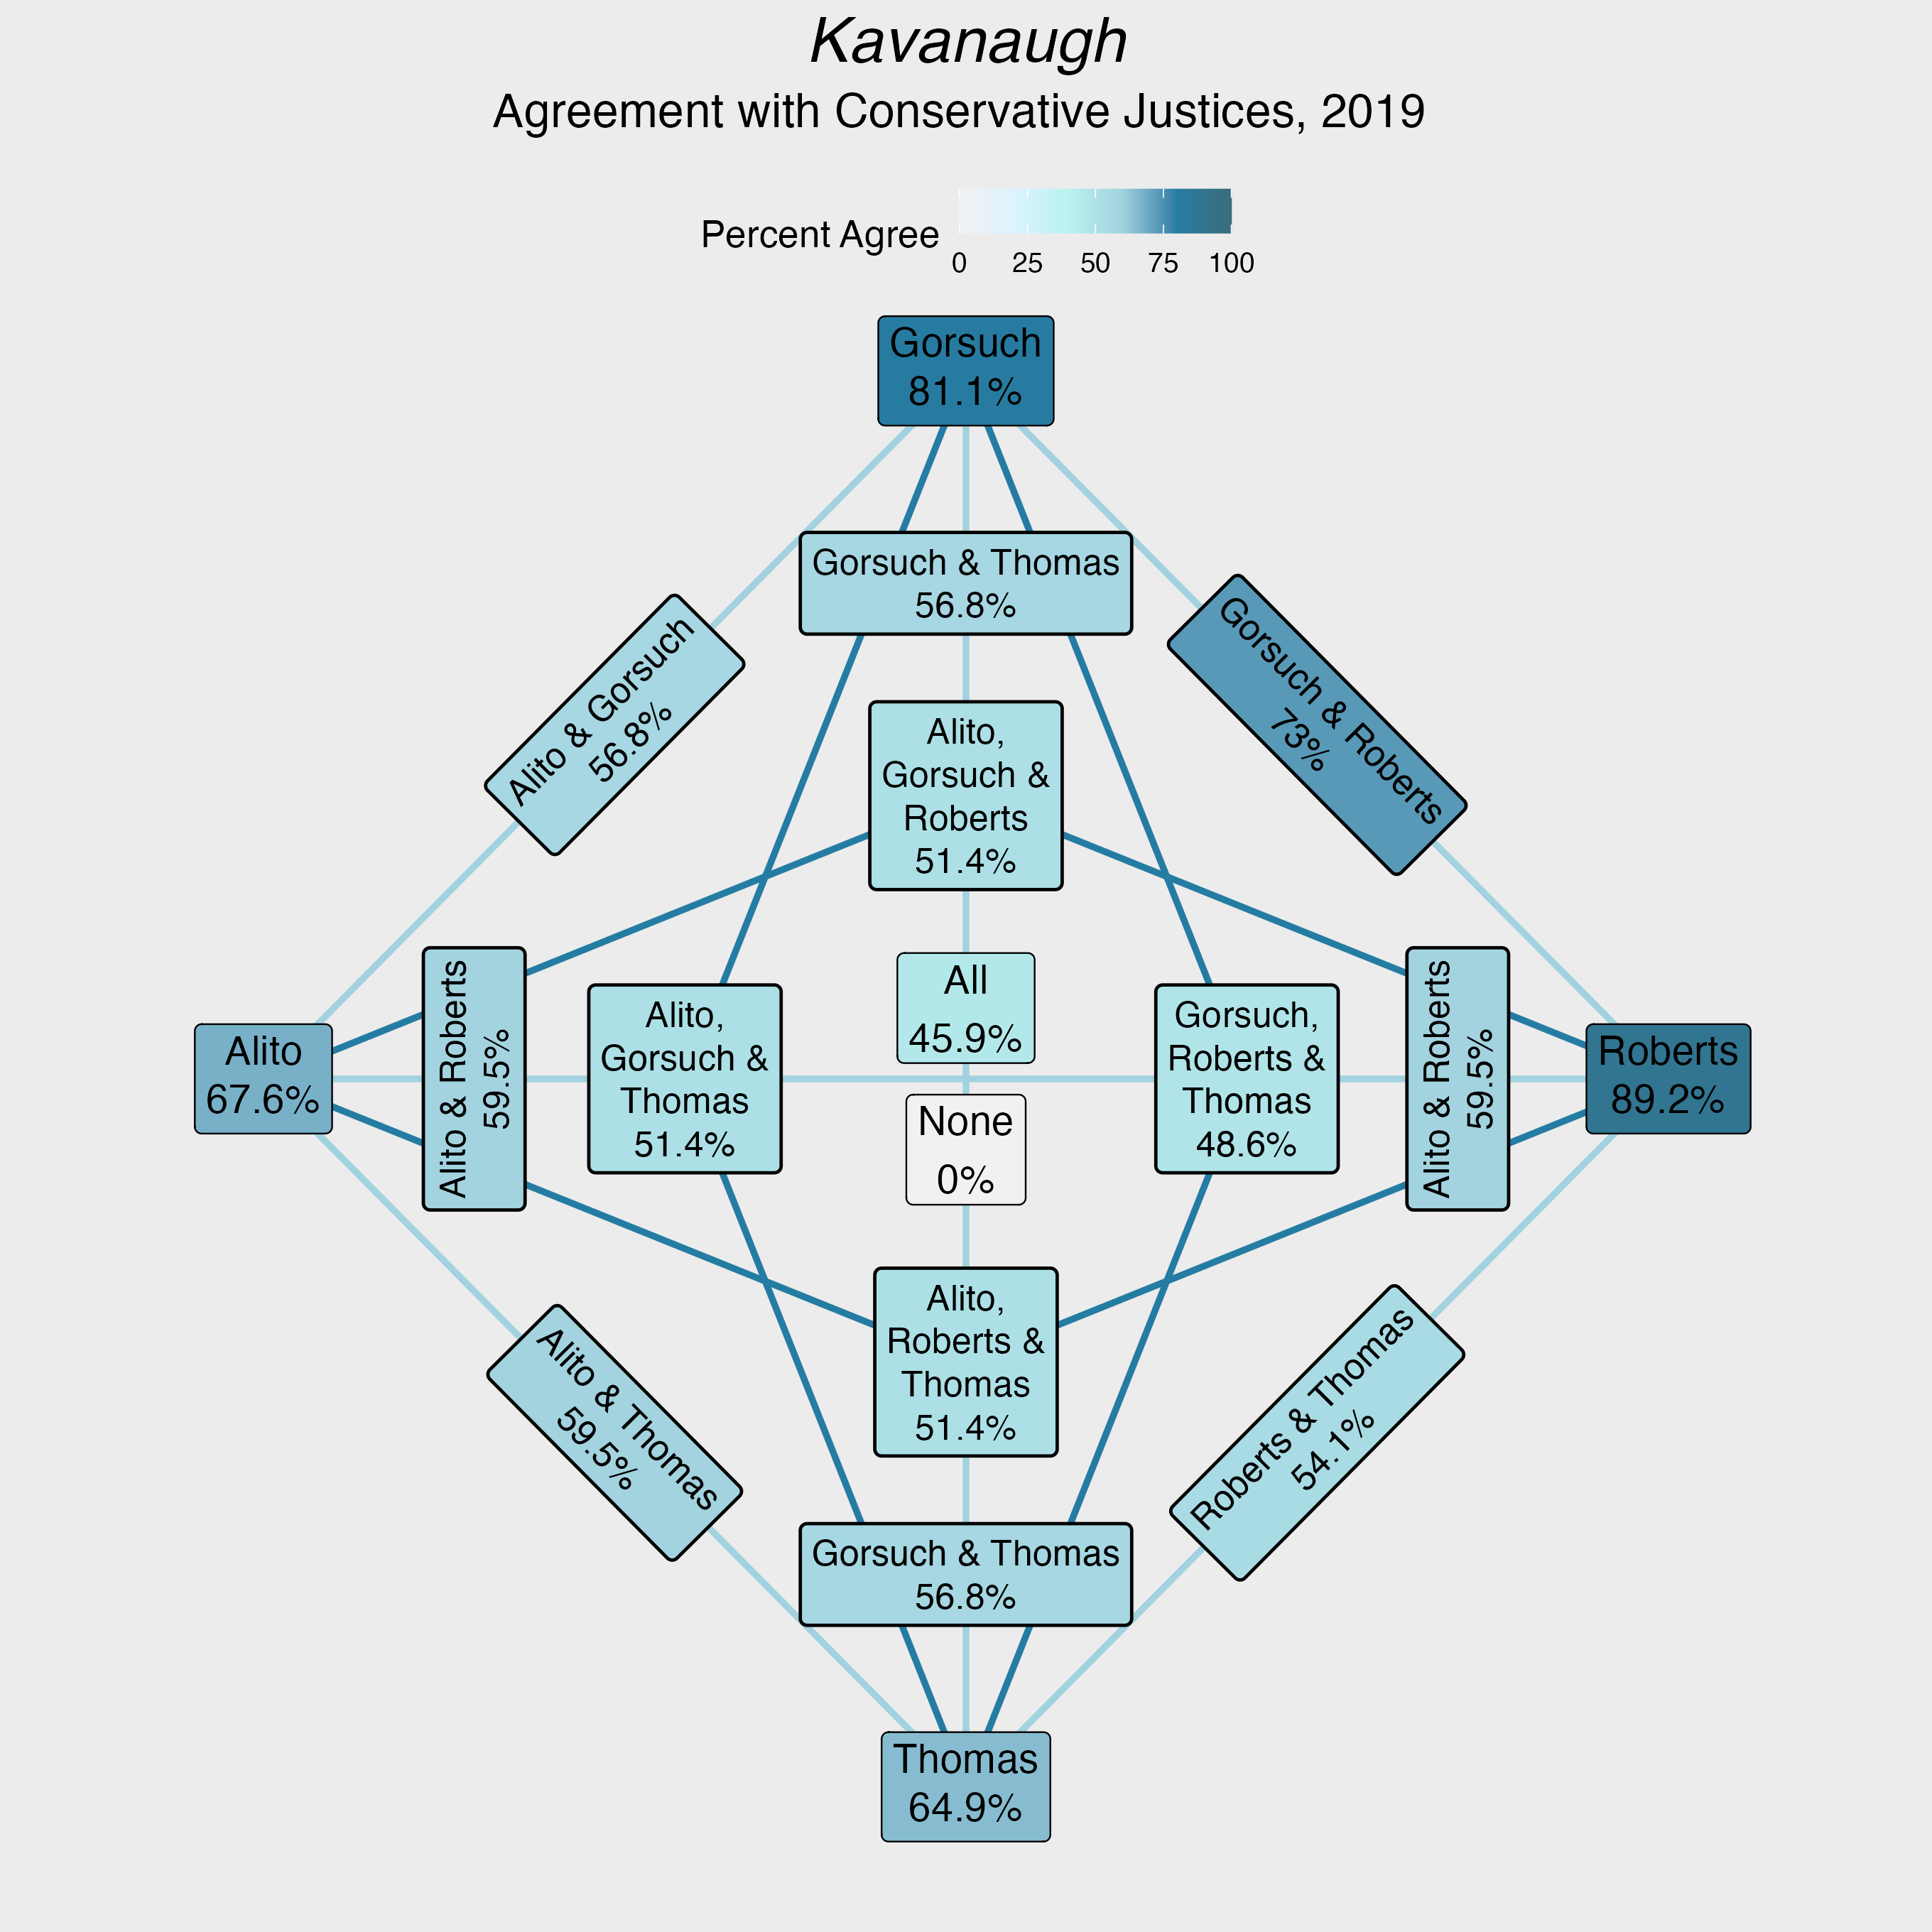 Kavanaugh
Agreement with Conservative Justices, 2019
Percent Agree
0 25 50 75 100
Gorsuch
81.1%
Gorsuch & Thomas
56.8%
Alito & Gorsuch
56.8%
Gorsuch & Roberts
73%
Alito,
Gorsuch &
Roberts
51.4%
Alito
67.6%
Alito & Roberts
59.5%
Alito,
Gorsuch &
Thomas
51.4%
All
45.9%
None
0%
Gorsuch,
Roberts &
Thomas
48.6%
Alito & Roberts
59.5%
Roberts
89.2%
Alito,
Roberts &
Thomas
51.4%
Alito & Thomas
59.5%
Roberts & Thomas
54.1%
Gorsuch & Thomas
56.8%
Thomas
64.9%